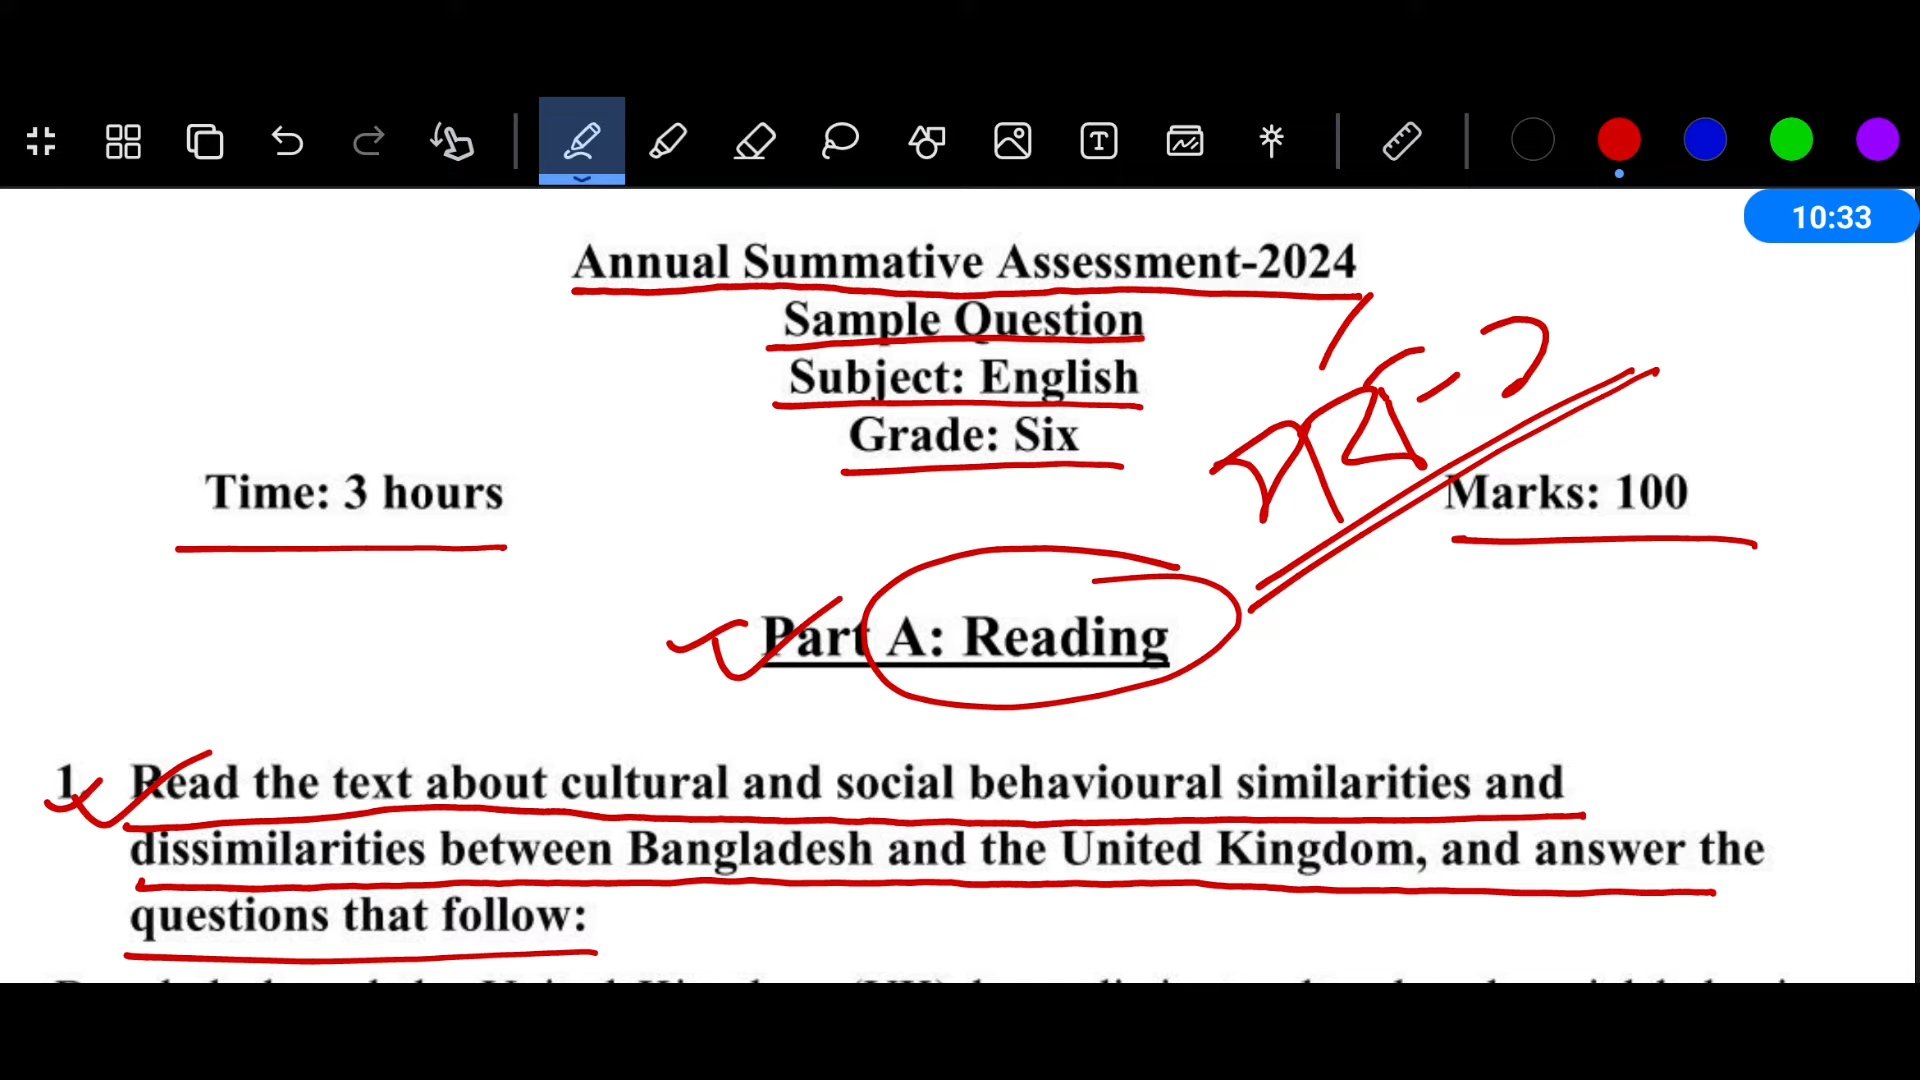 10:33
Annual Summative Assessment-2024
Sample Question
Subject: English
Grade: Six
Time: 3 hours
Marks: 100
Part A: Reading
1. Read the text about cultural and social behavioural similarities and
dissimilarities between Bangladesh and the United Kingdom, and answer the
questions that follow: